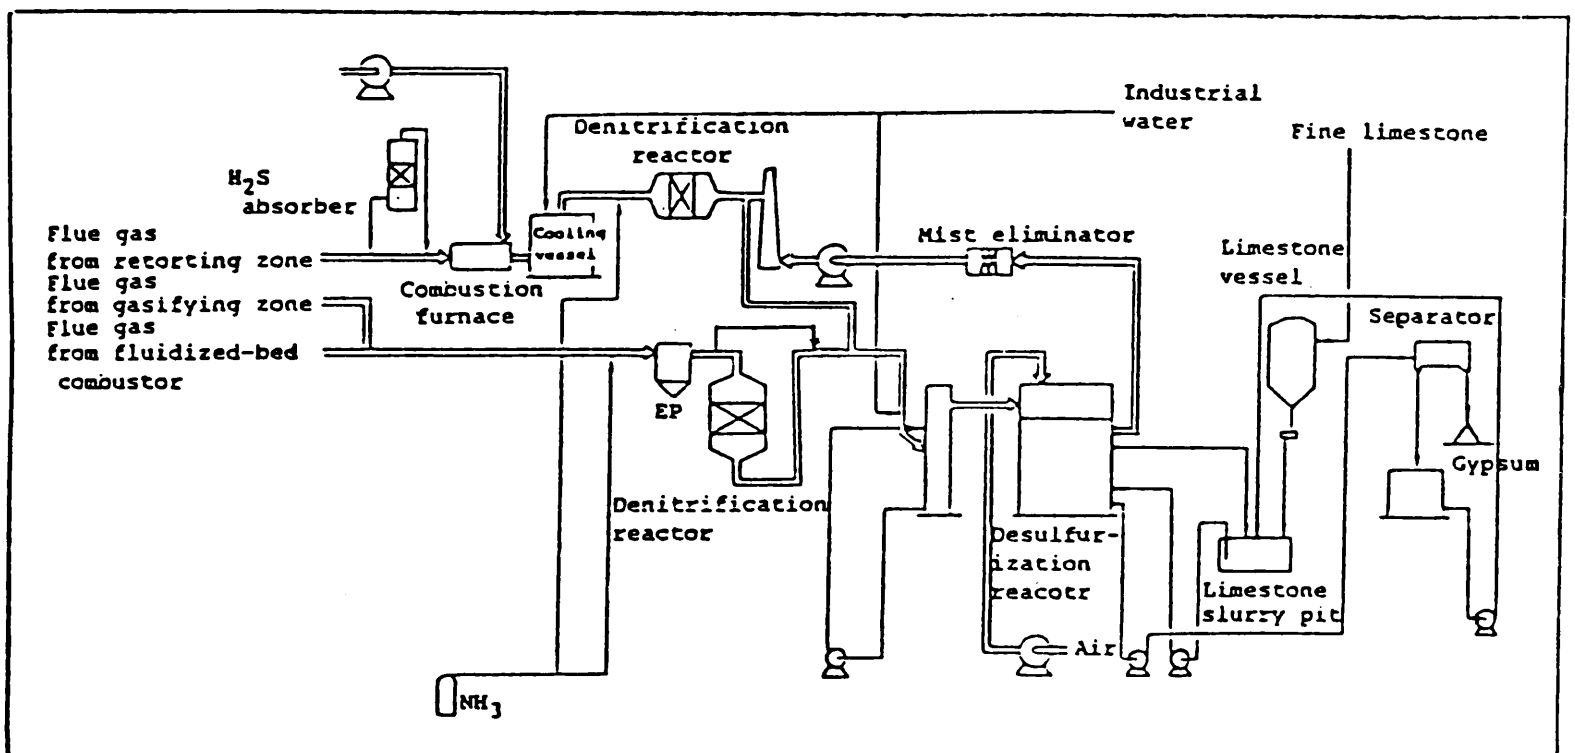 Industrial
water
Fine limestone
Denitrification
reactor
H2S
absorber
Cooling
vessel
Flue gas
from retorting zone
Flue gas
from gasifying zone
Flue gas
from fluidized-bed
combustor
Combustion
furnace
Mist eliminator
Limestone
vessel
Separator
EP
Gypsum
Denitrification
reactor
Desulfur-
ization
reacotr
Limestone
slurry pit
Air
NH3